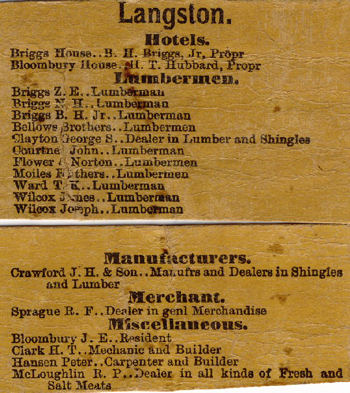 Langston.
Hotels.
Briggs House..B. H. Briggs, Jr, Propr
Bloombury House..H. T. Hubbard, Propr
Lumbermen.
Briggs Z. E..Lumberman
Briggs N. H..Lumberman
Briggs B. H. Jr..Lumberman
Bellows Brothers..Lumbermen
Clayton George S..Dealer in Lumber and Shingles
John..Lumberman
Flower & Norton..Lumbermen
Moiles Brothers..Lumbermen
Ward T. K..Lumberman
Wilcox James..Lumberman
Wilcox Joseph..Lumberman
Manufacturers.
Crawford J. H. & Son..Manufrs and Dealers in Shingles
and Lumber
Merchant.
Sprague R. F..Dealer in genl Merchandise
Miscellaneous.
Bloombury J. E..Resident
Clark H. T..Mechanic and Builder
Hansen Peter..Carpenter and Builder
McLoughlin R. P..Dealer in all kinds of Fresh and
Salt Meats